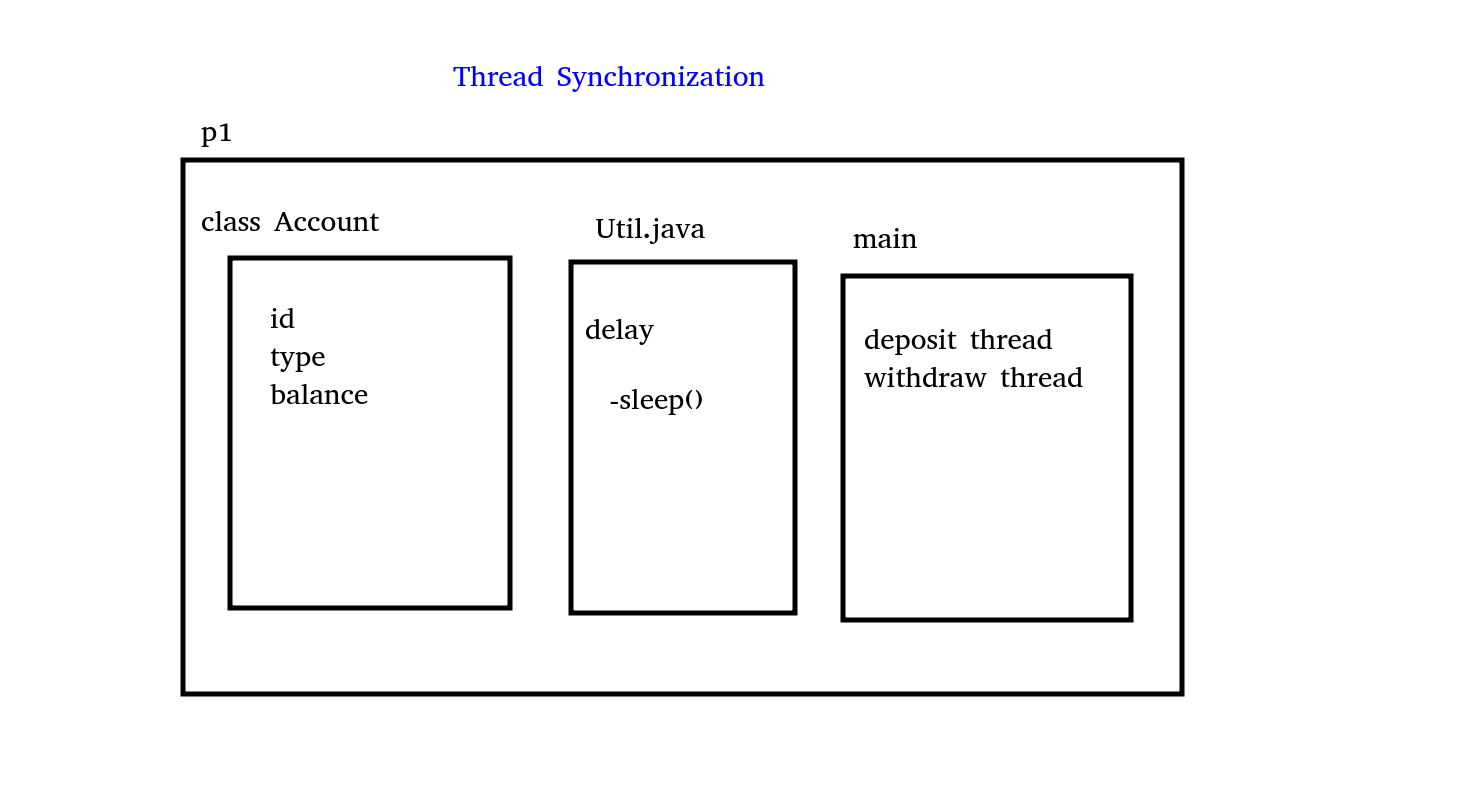 Thread Synchronization
p1
class Account
id
type
balance
Util.java
delay
-sleep()
main
deposit thread
withdraw thread